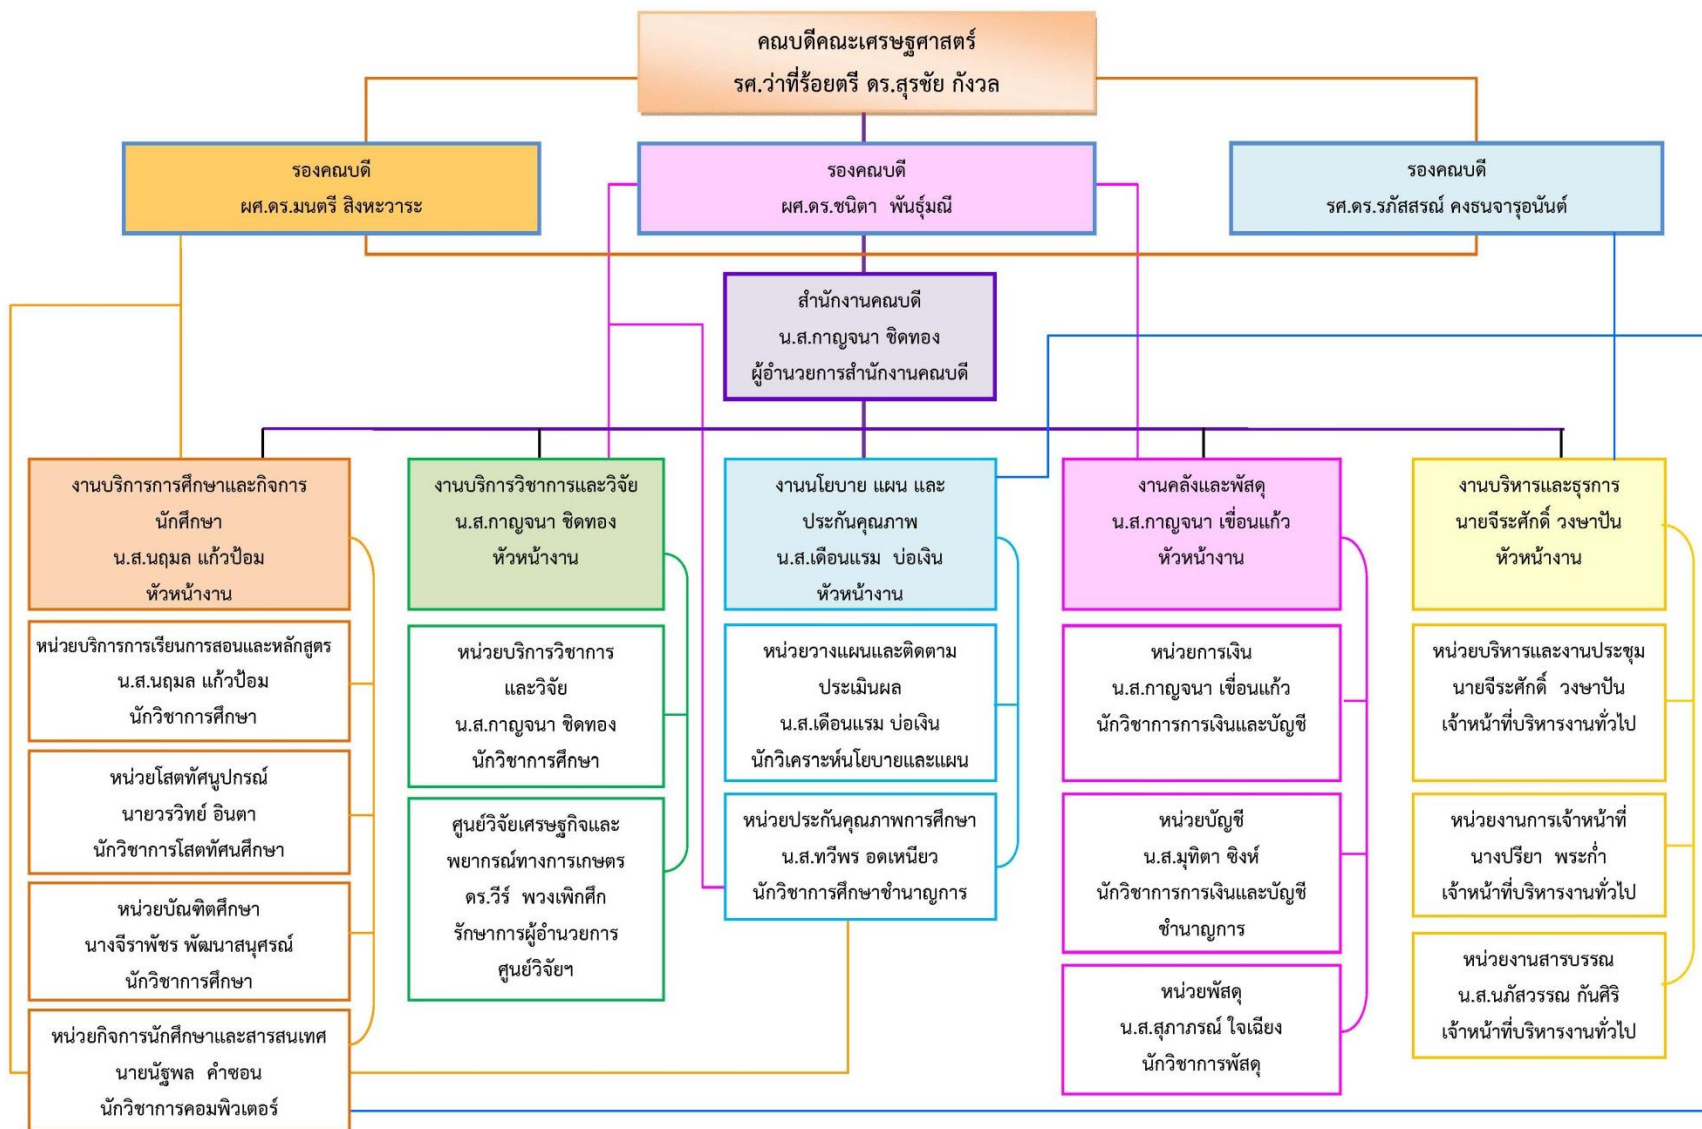 คณบดีคณะเศรษฐศาสตร์
รศ.ว่าที่ร้อยตรี ดร.สุรชัย กังวล
รองคณบดี
ผศ.ดร.มนตรี สิงหะวาระ
รองคณบดี
ผศ.ดร.ชนิตา พันธุ์มณี
รองคณบดี
รศ.ดร.รภัสสรณ์ คงธนจารุอนันต์
สำนักงานคณบดี
น.ส.กาญจนา ชิดทอง
ผู้อำนวยการสำนักงานคณบดี
งานบริการการศึกษาและกิจการ
นักศึกษา
น.ส.นฤมล แก้วป้อม
หัวหน้างาน
หน่วยบริการการเรียนการสอนและหลักสูตร
น.ส.นฤมล แก้วป้อม
นักวิชาการศึกษา
หน่วยโสตทัศนูปกรณ์
นายวรวิทย์ อินตา
นักวิชาการโสตทัศนศึกษา
หน่วยบัณฑิตศึกษา
นางจีราพัชร พัฒนาสนุศรณ์
นักวิชาการศึกษา
หน่วยกิจการนักศึกษาและสารสนเทศ
นายนัฐพล คำซอน
นักวิชาการคอมพิวเตอร์
งานบริการวิชาการและวิจัย
น.ส.กาญจนา ชิดทอง
หัวหน้างาน
หน่วยบริการวิชาการ
และวิจัย
น.ส.กาญจนา ชิดทอง
นักวิชาการศึกษา
ศูนย์วิจัยเศรษฐกิจและ
พยากรณ์ทางการเกษตร
ดร.วีร์ พวงเพิกศึก
รักษาการผู้อำนวยการ
ศูนย์วิจัยฯ
งานนโยบาย แผน และ
ประกันคุณภาพ
น.ส.เดือนแรม บ่อเงิน
หัวหน้างาน
หน่วยวางแผนและติดตาม
ประเมินผล
น.ส.เดือนแรม บ่อเงิน
นักวิเคราะห์นโยบายและแผน
หน่วยประกันคุณภาพการศึกษา
น.ส.ทวีพร อดเหนียว
นักวิชาการศึกษาชำนาญการ
งานคลังและพัสดุ
น.ส.กาญจนา เขื่อนแก้ว
หัวหน้างาน
หน่วยการเงิน
น.ส.กาญจนา เขื่อนแก้ว
นักวิชาการการเงินและบัญชี
หน่วยบัญชี
น.ส.มุทิตา ซิงห์
นักวิชาการการเงินและบัญชี
ชำนาญการ
หน่วยพัสดุ
น.ส.สุภาภรณ์ ใจเฉียง
นักวิชาการพัสดุ
งานบริหารและธุรการ
นายจีระศักดิ์ วงษาปัน
หัวหน้างาน
หน่วยบริหารและงานประชุม
นายจีระศักดิ์ วงษาปัน
เจ้าหน้าที่บริหารงานทั่วไป
หน่วยงานการเจ้าหน้าที่
นางปรียา พระก่ำ
เจ้าหน้าที่บริหารงานทั่วไป
หน่วยงานสารบรรณ
น.ส.นภัสวรรณ กันศิริ
เจ้าหน้าที่บริหารงานทั่วไป